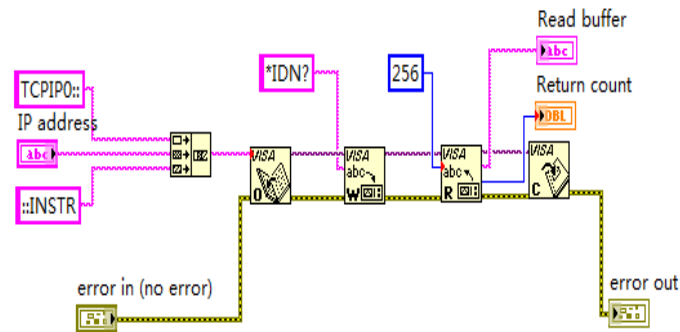 Read buffer
abc
TCPIP0::
*IDN?
256
Return count
DBL
IP address
abc
VISA
O
VISA
abc
W
VISA
abc
R
VISA
C
::INSTR
error in (no error)
error out